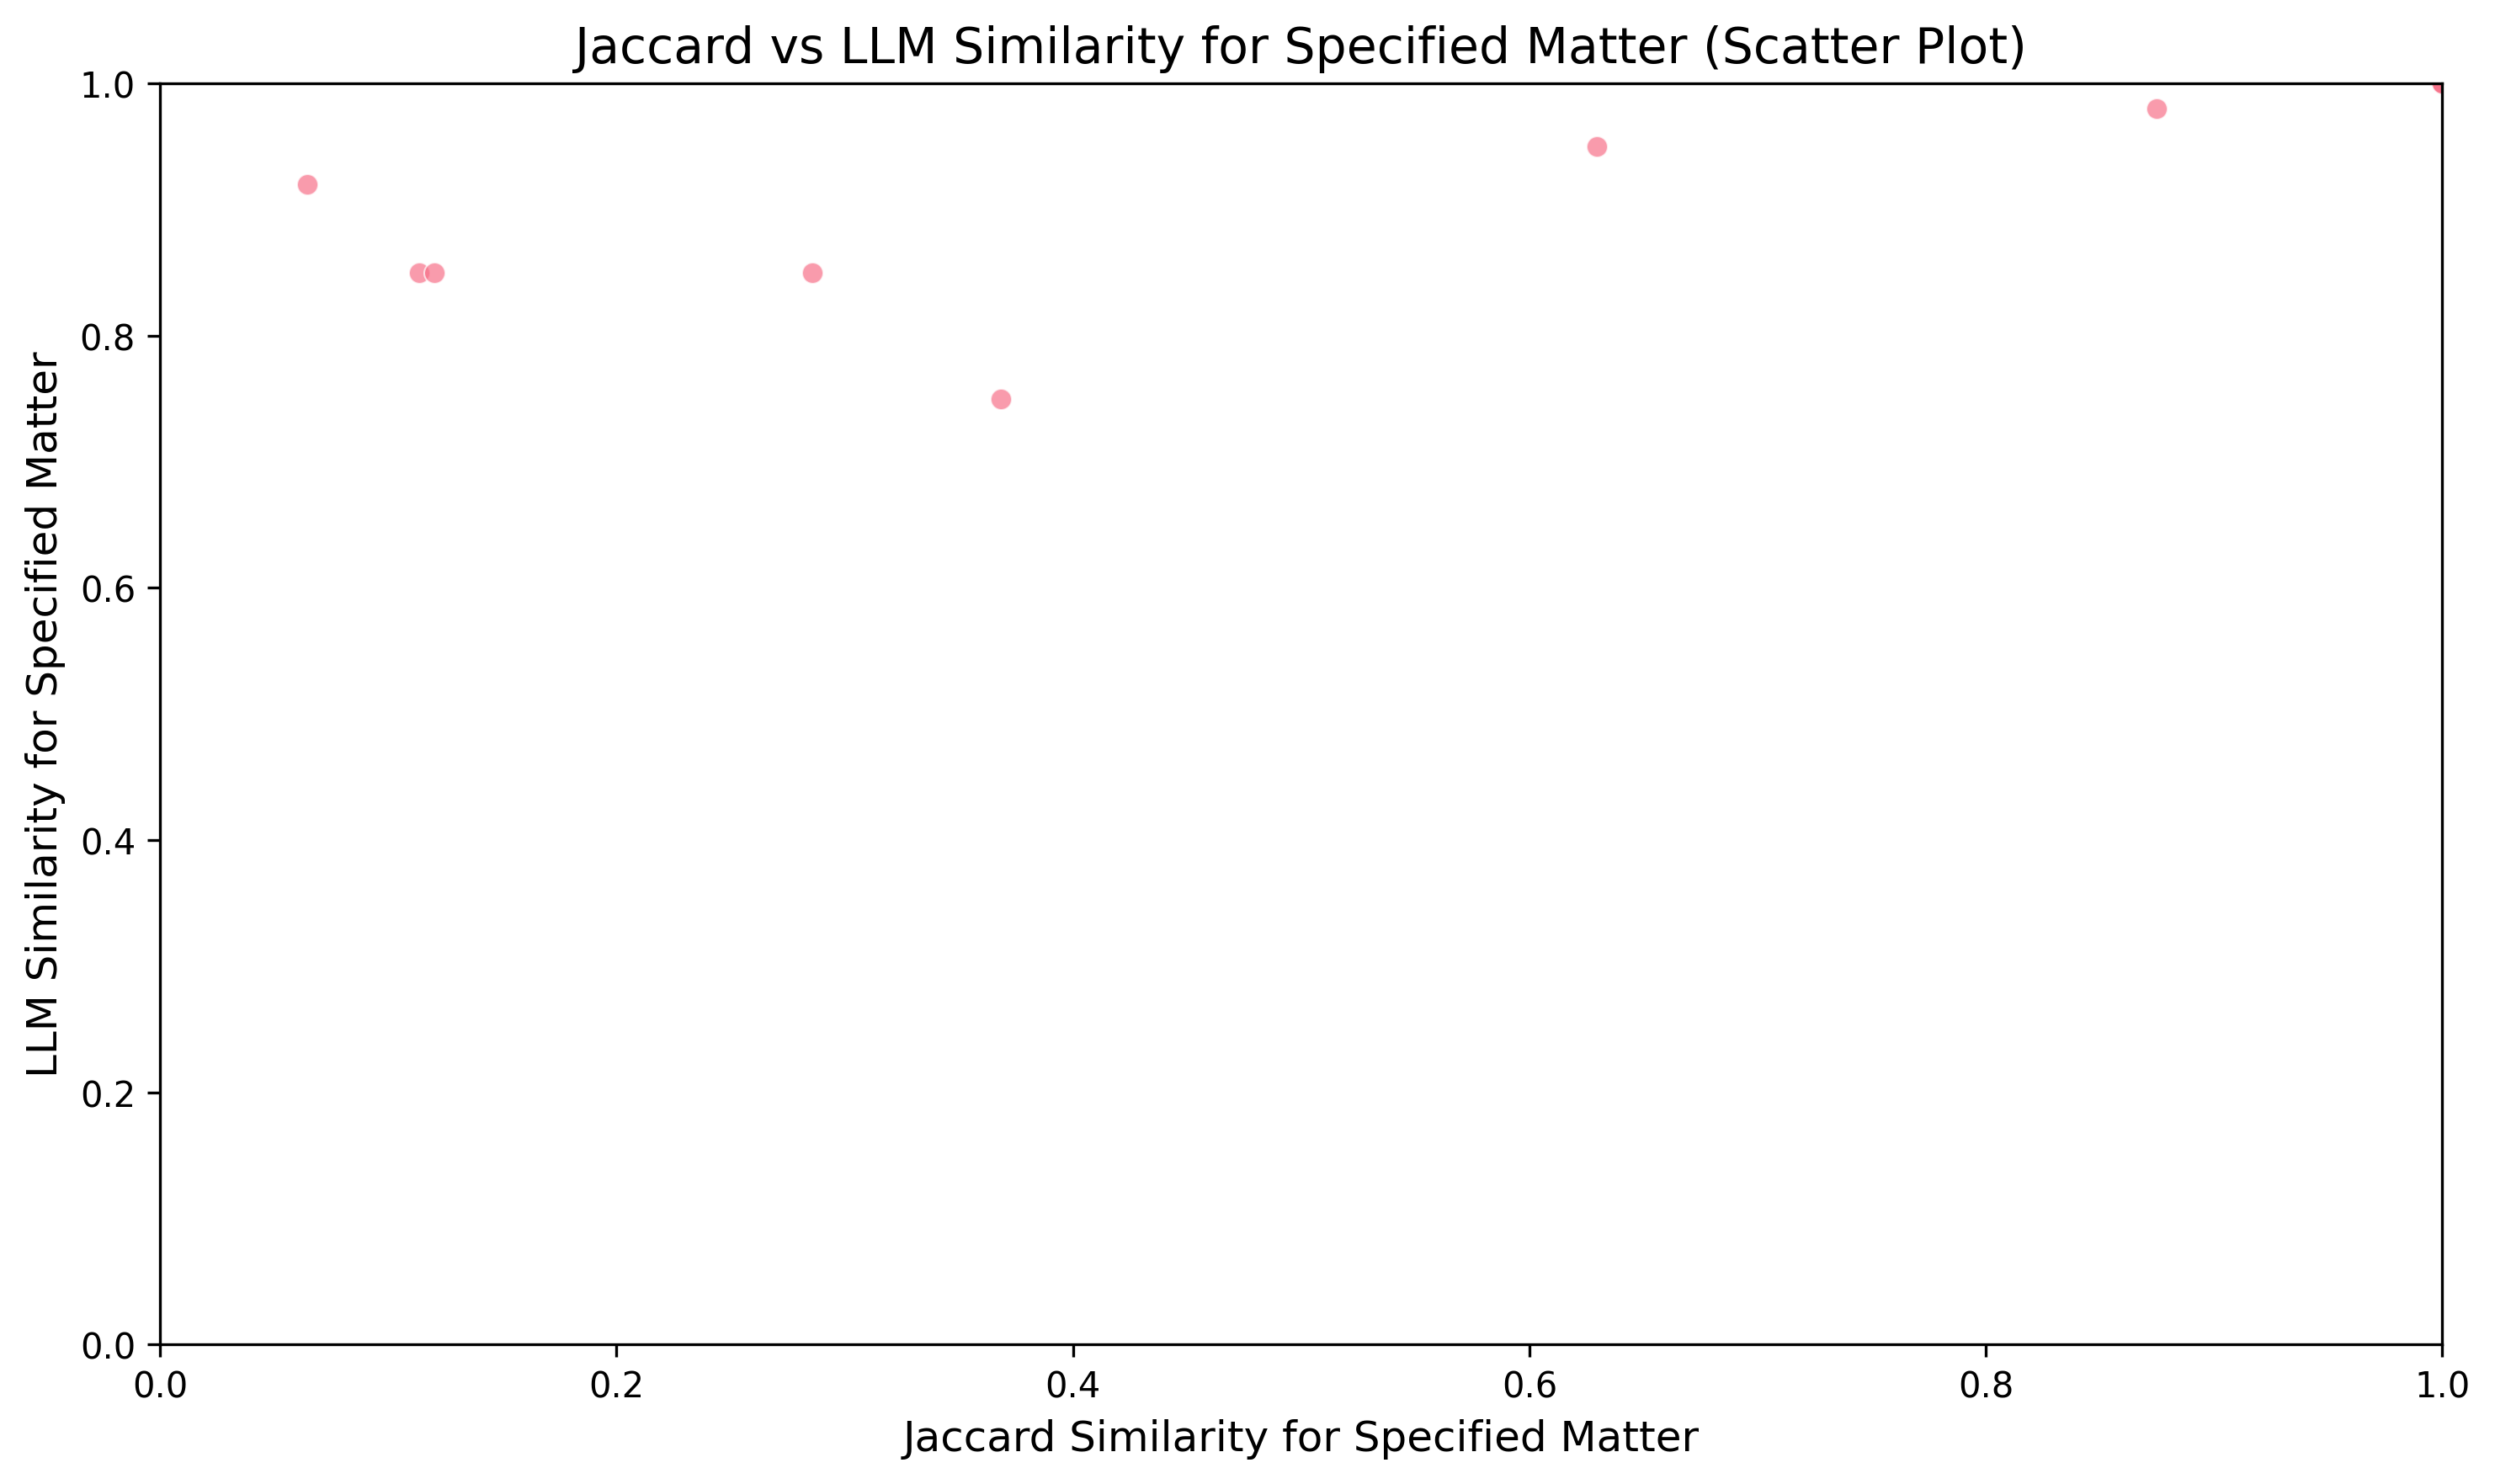 Jaccard vs LLM Similarity for Specified Matter (Scatter Plot)
LLM Similarity for Specified Matter
1.0
0.8
0.6
0.4
0.2
0.0
0.0 0.2 0.4 0.6 0.8 1.0
Jaccard Similarity for Specified Matter